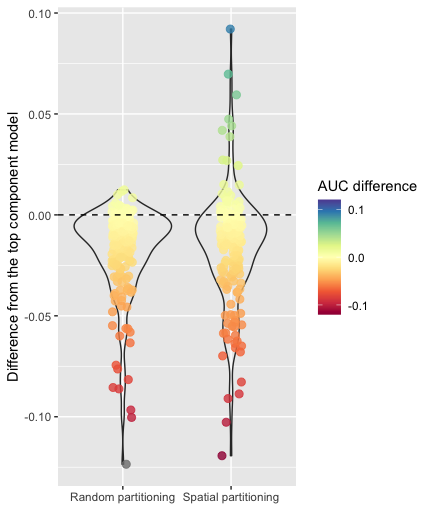 Difference from the top component model
0.10
0.05
0.00
-0.05
-0.10
Random partitioning
Spatial partitioning
AUC difference
0.1
0.0
-0.1